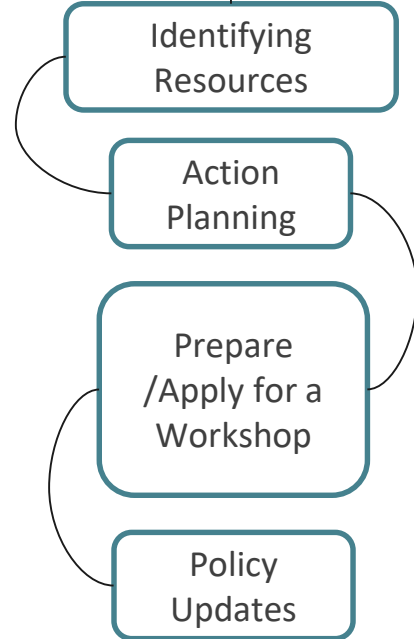 Identifying
Resources
Action
Planning
Prepare
/Apply for a
Workshop
Policy
Updates